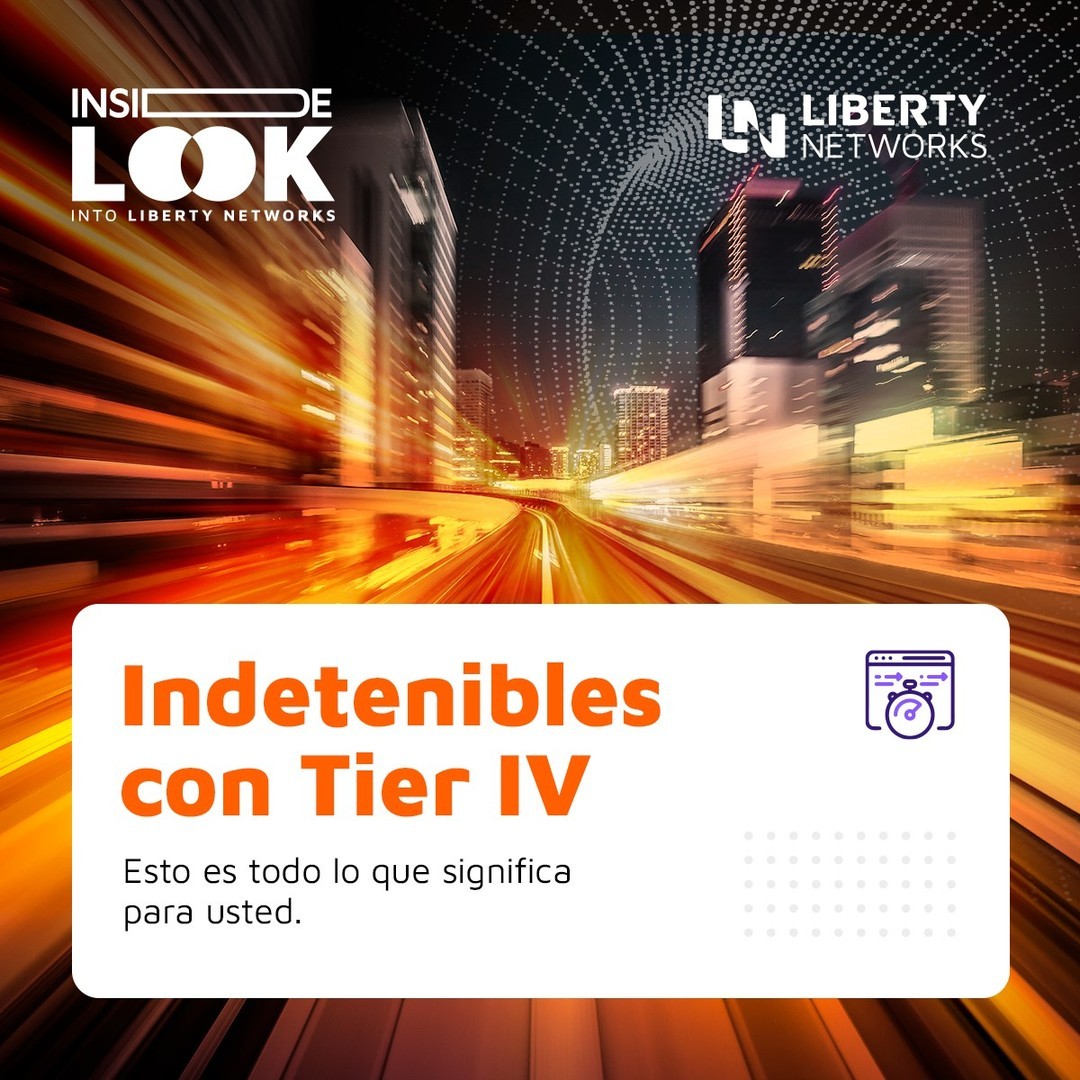 INSIDE
LOOK
INTO LIBERTY NETWORKS
LN LIBERTY
NETWORKS
Indetenibles
con Tier IV
Esto es todo lo que significa
para usted.